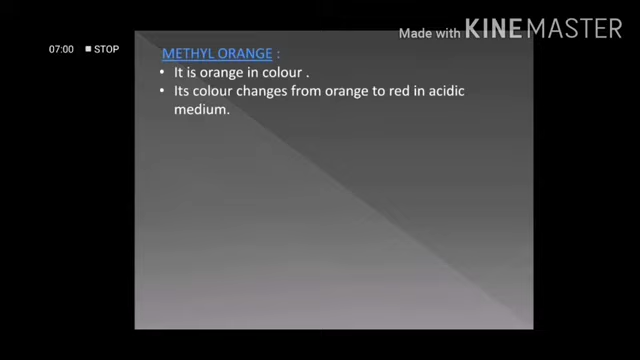 Made with KINEMASTER
07:00 ■ STOP
METHYL ORANGE :
• It is orange in colour .
• Its colour changes from orange to red in acidic
medium.